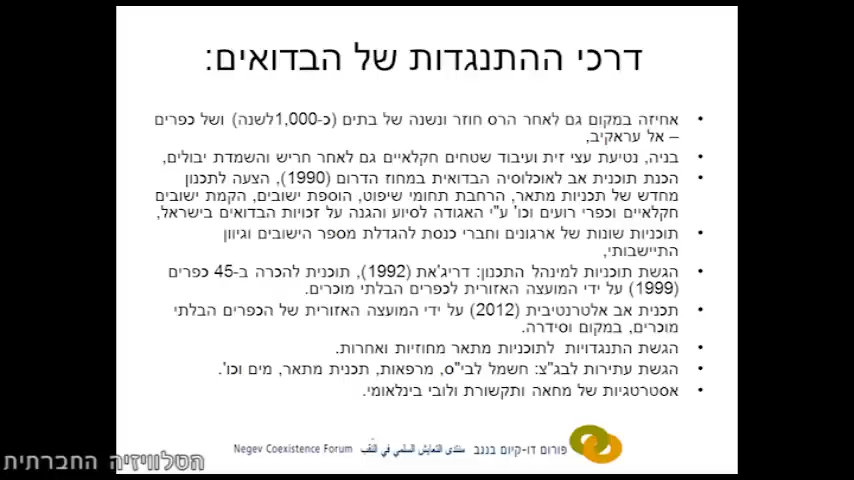 דרכי ההתנגדות של הבדואים:
• אחיזה במקום גם לאחר הרס חוזר ונשנה של בתים (כ-1,000 לשנה) ושל כפרים
– אל עראקיב,
• בניה, נטיעת עצי זית ועיבוד שטחים חקלאיים גם לאחר חריש והשמדת יבולים,
• הכנת תוכנית אב לאוכלוסיה הבדואית במחוז הדרום (1990), הצעה לתכנון
מחדש של תכניות מתאר, הרחבת תחומי שיפוט, הוספת ישובים, הקמת ישובים
חקלאיים וכפרי רועים וכו' ע"י האגודה לסיוע והגנה על זכויות הבדואים בישראל,
• תוכניות שונות של ארגונים וחברי כנסת להגדלת מספר הישובים וגיוון
התיישבותי,
• הגשת תוכניות למינהל התכנון: דריג'את (1992), תוכנית להכרה ב-45 כפרים
(1999) על ידי המועצה האזורית לכפרים הבלתי מוכרים.
• תכנית אב אלטרנטיבית (2012) על ידי המועצה האזורית של הכפרים הבלתי
מוכרים, במקום וסידרה.
• הגשת התנגדויות לתוכניות מתאר מחוזיות ואחרות.
• הגשת עתירות לבג"צ: חשמל לבי"ס, מרפאות, תכנית מתאר, מים וכו'.
• אסטרטגיות של מחאה ותקשורת ולובי בינלאומי.
פורום דו-קיום בנגב منتدى التعايش السلمي في النقب Negev Coexistence Forum
הטלוויזיה החברתית